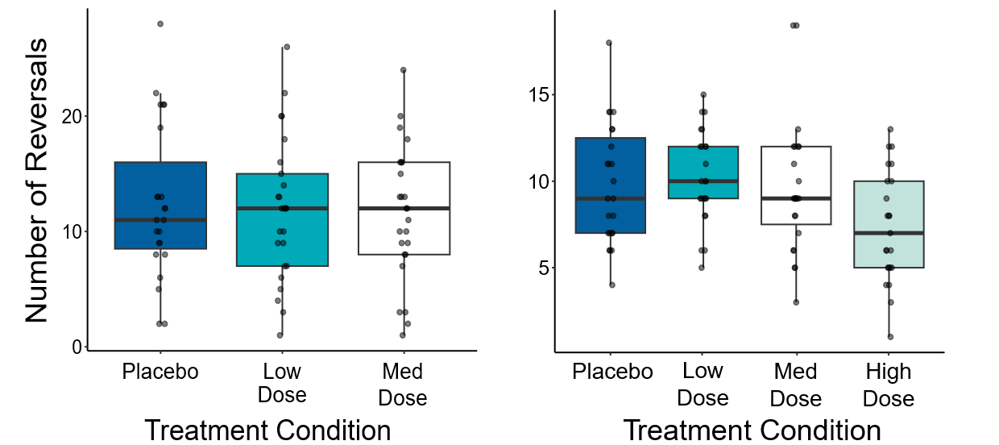 Number of Reversals
20
10
0
Placebo
Low
Dose
Med
Dose
Treatment Condition
15
10
5
Placebo
Low
Dose
Med
Dose
High
Dose
Treatment Condition